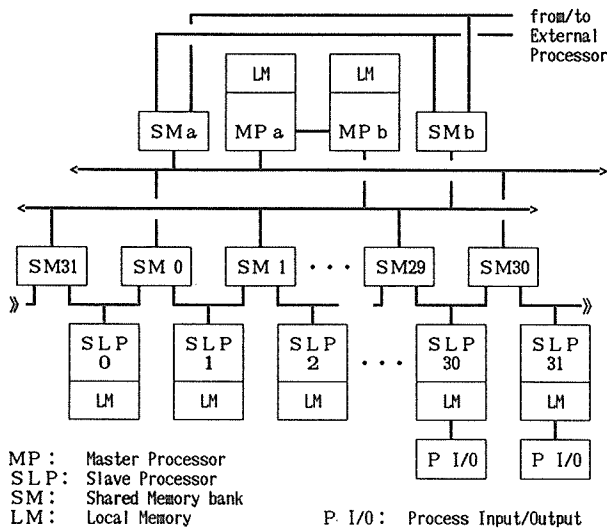 from/to
External
Processor
LM LM
SMa MPa MPb SMb
SM31 SM 0 SM 1 ··· SM29 SM30
SLP SLP SLP SLP SLP
0 1 2 ··· 30 31
LM LM LM LM LM
P I/O P I/O
MP: Master Processor
SLP: Slave Processor
SM: Shared Memory bank
LM: Local Memory P I/O: Process Input/Output